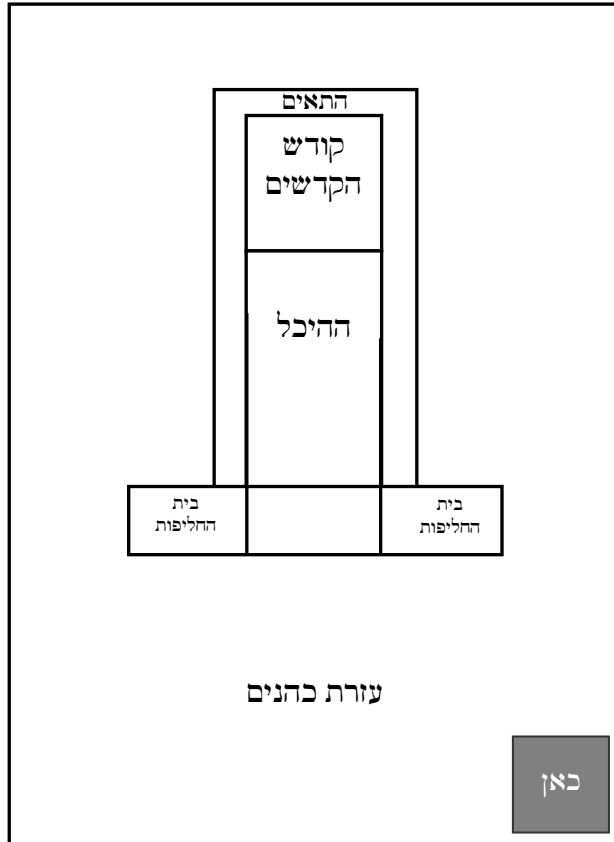 התאים
קודש
הקדשים
ההיכל
בית
החליפות
בית
החליפות
עזרת כהנים
כאן